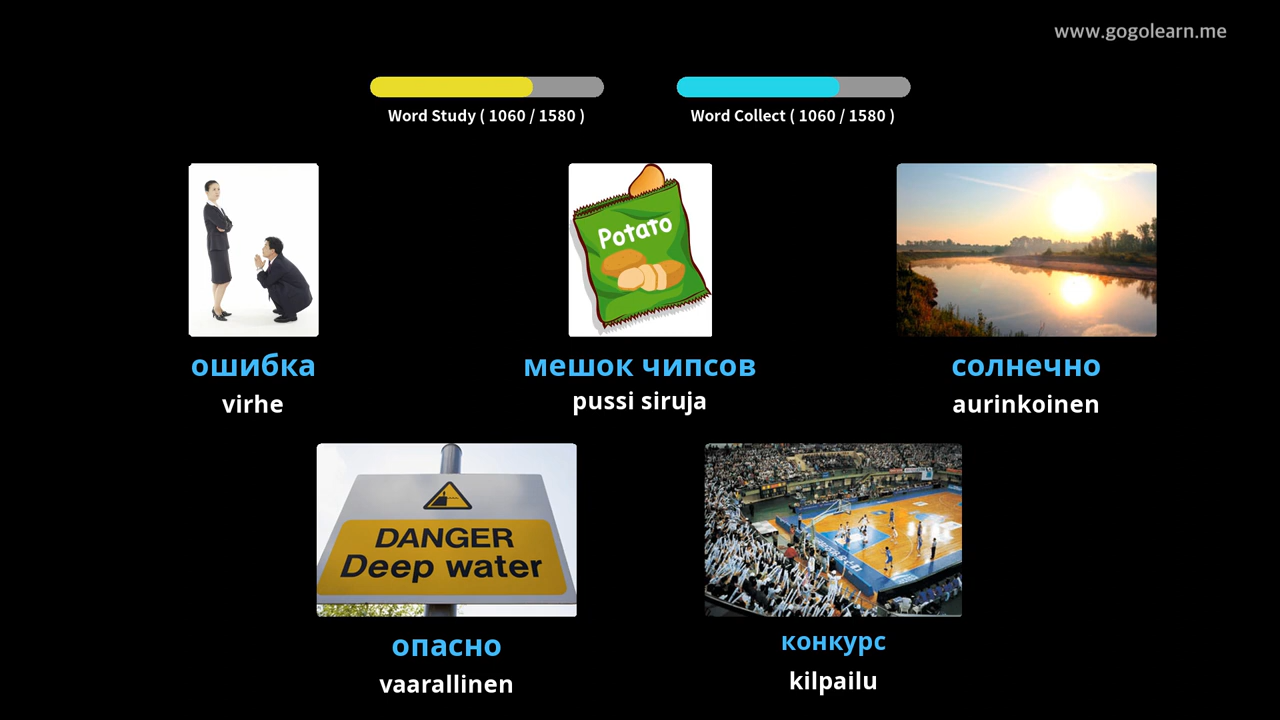 www.gogolearn.me
Word Study ( 1060 / 1580 )
Word Collect ( 1060 / 1580 )
Potato
ошибка
мешок чипсов
солнечно
virhe
pussi siruja
aurinkoinen
DANGER
Deep water
опасно
конкурс
vaarallinen
kilpailu